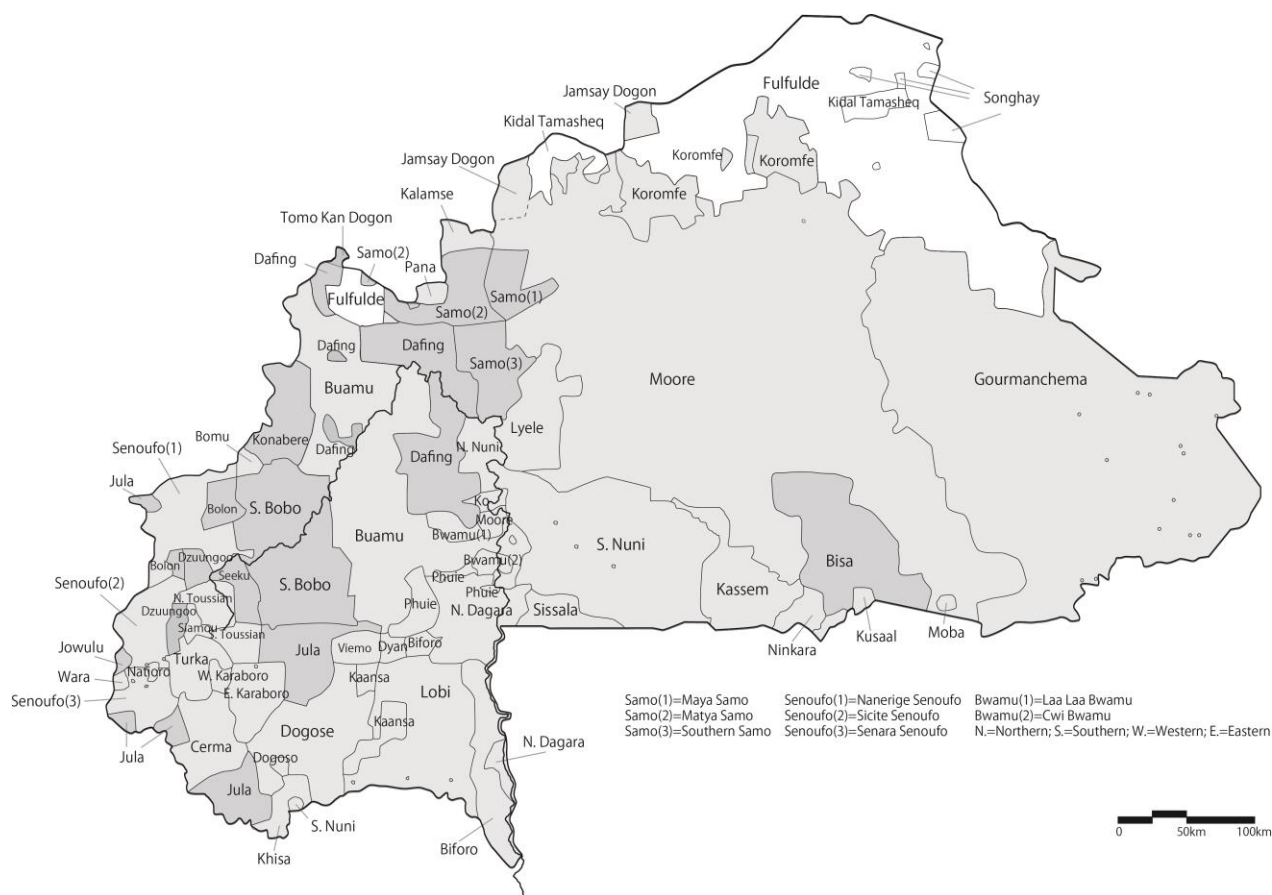 Fulfulde
Songhay
Jamsay Dogon
Kidal Tamasheq
Kidal Tamasheq
Koromfe
Koromfe
Jamsay Dogon
Koromfe
Kalamse
Tomo Kan Dogon
Samo(2)
Dafing
Pana
Fulfulde
Samo(1)
Samo(2)
Dafing
Dafing
Samo(3)
Moore
Gourmanchema
Buamu
Lyele
Bomu
Konabere
Senoufo(1)
Dafing
N. Nuni
Dafing
Jula
Bolon
S. Bobo
Ko
Moore
Buamu
Bwamu(1)
S. Nuni
Bisa
Dzuungoo
Bolon
Bwamu(2)
Seeku
S. Bobo
Phuie
Senoufo(2)
N. Toussian
Phuie
Kassem
Dzuungoo
Phuie
N. Dagara
Sissala
Siamou
S. Toussian
Kusaal
Moba
Jowulu
Turka
Jula
Viemo
Dyan
Biforo
Ninkara
Wara
Natioro
W. Karaboro
Kaansa
E. Karaboro
Lobi
Senoufo(3)
Kaansa
Dogose
Jula
Cerma
N. Dagara
Dogoso
Jula
S. Nuni
Biforo
Khisa
Samo(1)=Maya Samo
Samo(2)=Matya Samo
Samo(3)=Southern Samo
Senoufo(1)=Nanerige Senoufo
Senoufo(2)=Sicite Senoufo
Senoufo(3)=Senara Senoufo
Bwamu(1)=Laa Laa Bwamu
Bwamu(2)=Cwi Bwamu
N.=Northern; S.=Southern; W.=Western; E.=Eastern
0 50km 100km